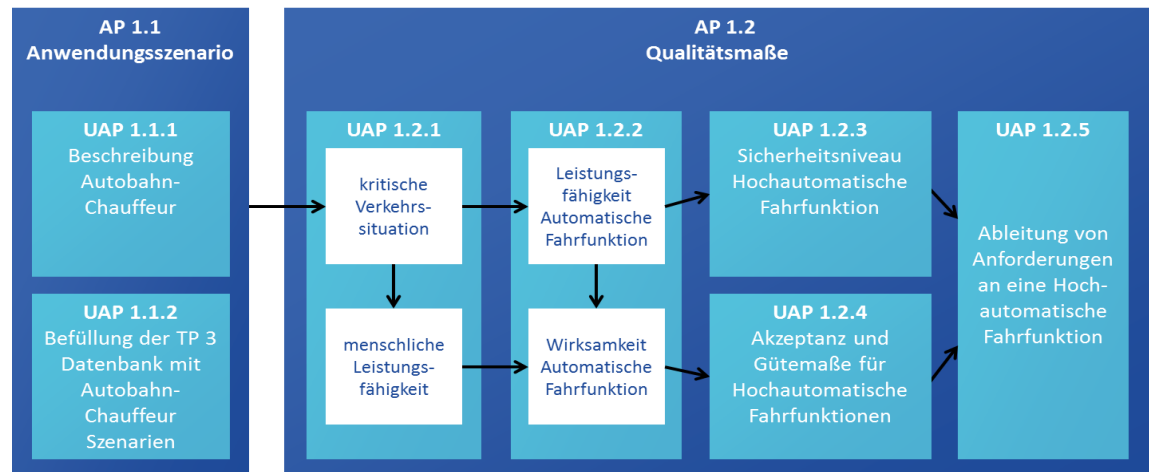 AP 1.1
Anwendungsszenario
UAP 1.1.1
Beschreibung
Autobahn-
Chauffeur
UAP 1.1.2
Befüllung der TP 3
Datenbank mit
Autobahn-
Chauffeur
Szenarien
AP 1.2
Qualitätsmaße
UAP 1.2.1
kritische
Verkehrs-
situation
menschliche
Leistungs-
fähigkeit
UAP 1.2.2
Leistungs-
fähigkeit
Automatische
Fahrfunktion
Wirksamkeit
Automatische
Fahrfunktion
UAP 1.2.3
Sicherheitsniveau
Hochautomatische
Fahrfunktion
UAP 1.2.4
Akzeptanz und
Gütemaße für
Hochautomatische
Fahrfunktionen
UAP 1.2.5
Ableitung von
Anforderungen
an eine Hoch-
automatische
Fahrfunktion